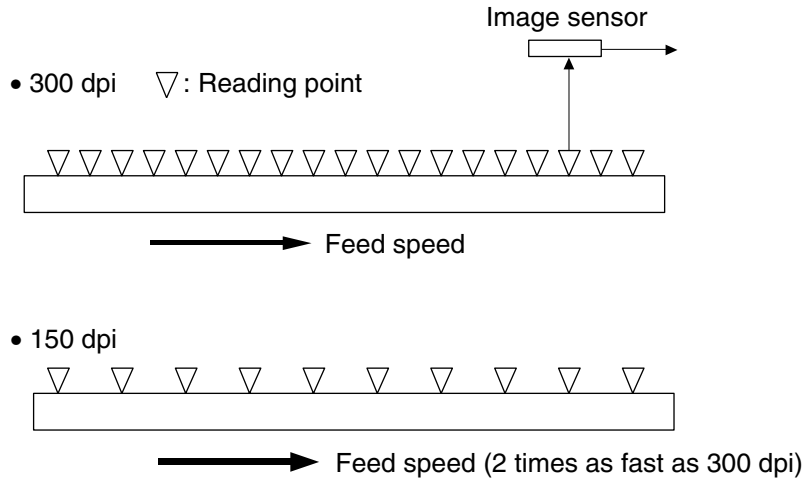 Image sensor
• 300 dpi ▽ : Reading point
Feed speed
• 150 dpi
Feed speed (2 times as fast as 300 dpi)